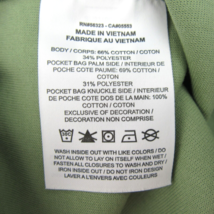 MADE IN VIETNAM
FABRIQUÉ AU VIETNAM
BODY / CORPS: 66% COTTON / COTON
34% POLYESTER
POCKET BAG PALM SIDE / INTERIOR DE
POCHE COTE PAUME: 69% COTTON /
COTON
31% POLYESTER
POCKET BAG KNUCKLE SIDE / INTERIOR
DE POCHE COTE DOS DE LA MAIN: 100%
COTTON / COTON
EXCLUSIVE OF DECORATION /
DECORATION NON COMPRISE
WASH INSIDE OUT WITH LIKE COLORS / DO
NOT ALLOW TO LAY ON ITSELF WHEN WET /
FASTEN ALL CLOSURES TO WASH AND DRY /
IRON INSIDE OUT / DO NOT IRON DESIGN
LAVER A L'ENVERS AVEC DES COULEURS